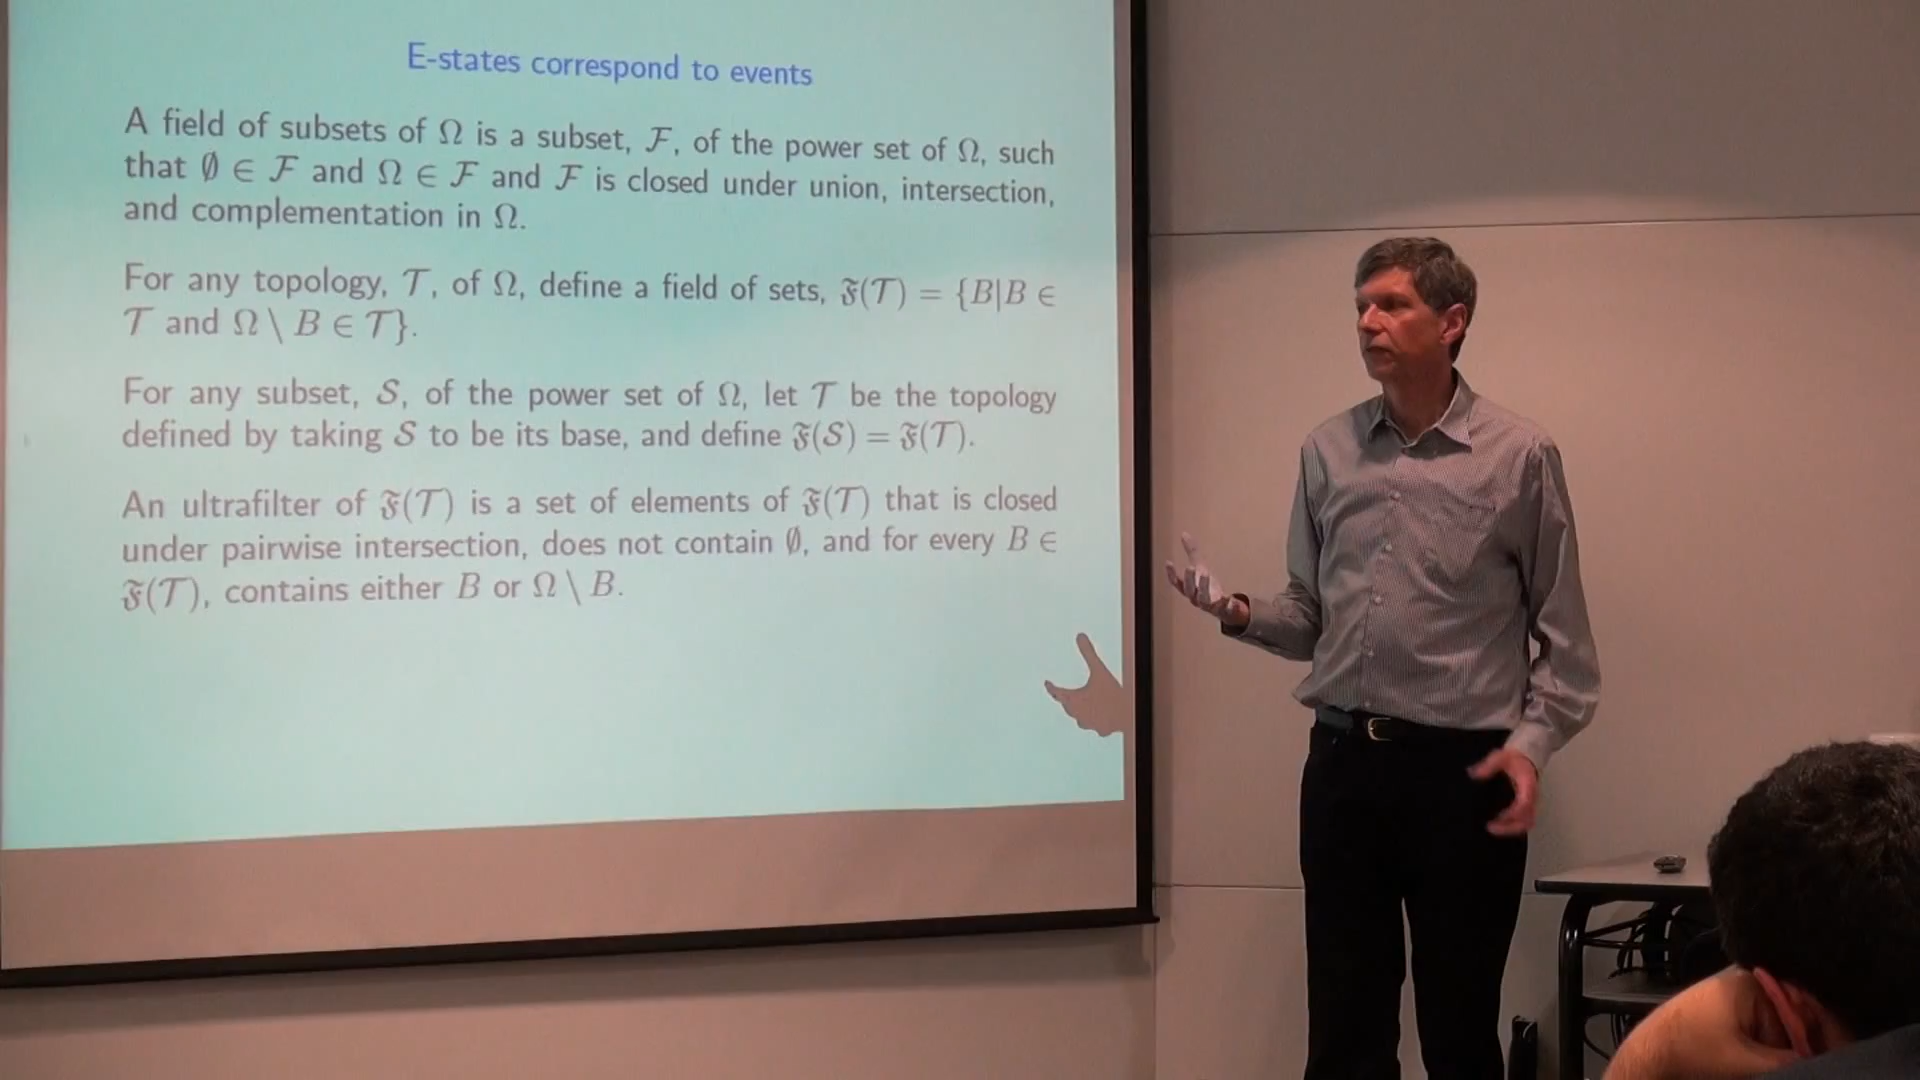 E-states correspond to events
A field of subsets of Ω is a subset, ℱ, of the power set of Ω, such
that ∅ ∈ ℱ and Ω ∈ ℱ and ℱ is closed under union, intersection,
and complementation in Ω.
For any topology, 𝒯, of Ω, define a field of sets, 𝔉(𝒯) = {B|B ∈
𝒯 and Ω \ B ∈ 𝒯}.
For any subset, 𝒮, of the power set of Ω, let 𝒯 be the topology
defined by taking 𝒮 to be its base, and define 𝔉(𝒮) = 𝔉(𝒯).
An ultrafilter of 𝔉(𝒯) is a set of elements of 𝔉(𝒯) that is closed
under pairwise intersection, does not contain ∅, and for every B ∈
𝔉(𝒯), contains either B or Ω \ B.